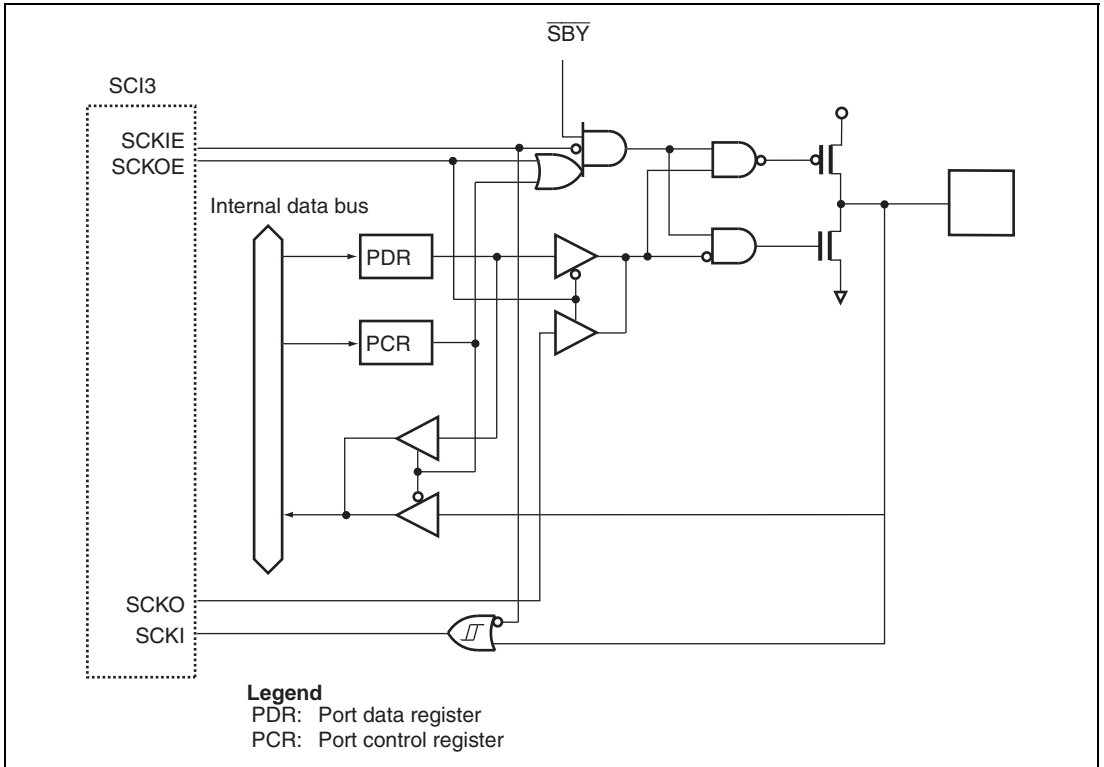 SBY
SCI3
SCKIE
SCKOE
Internal data bus
PDR
PCR
SCKO
SCKI
Legend
PDR: Port data register
PCR: Port control register